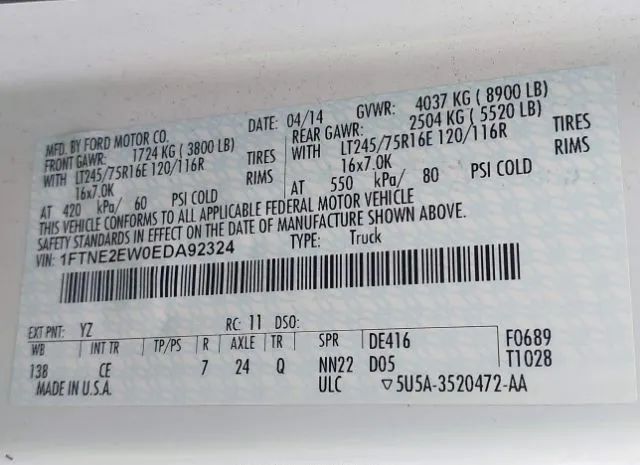 MFD. BY FORD MOTOR CO.
DATE: 04/14 GVWR: 4037 KG ( 8900 LB)
FRONT GAWR: 1724 KG ( 3800 LB)
WITH LT245/75R16E 120/116R TIRES
16x7.0K RIMS
AT 420 kPa/ 60 PSI COLD
REAR GAWR: 2504 KG ( 5520 LB)
WITH LT245/75R16E 120/116R TIRES
16x7.0K RIMS
AT 550 kPa/ 80 PSI COLD
THIS VEHICLE CONFORMS TO ALL APPLICABLE FEDERAL MOTOR VEHICLE
SAFETY STANDARDS IN EFFECT ON THE DATE OF MANUFACTURE SHOWN ABOVE.
VIN: 1FTNE2EW0EDA92324 TYPE: Truck
EXT PNT: YZ RC: 11 DSO:
WB INT TR TP/PS R AXLE TR SPR DE416 F0689
138 CE 7 24 Q NN22 D05 T1028
MADE IN U.S.A. ULC ▽5U5A-3520472-AA